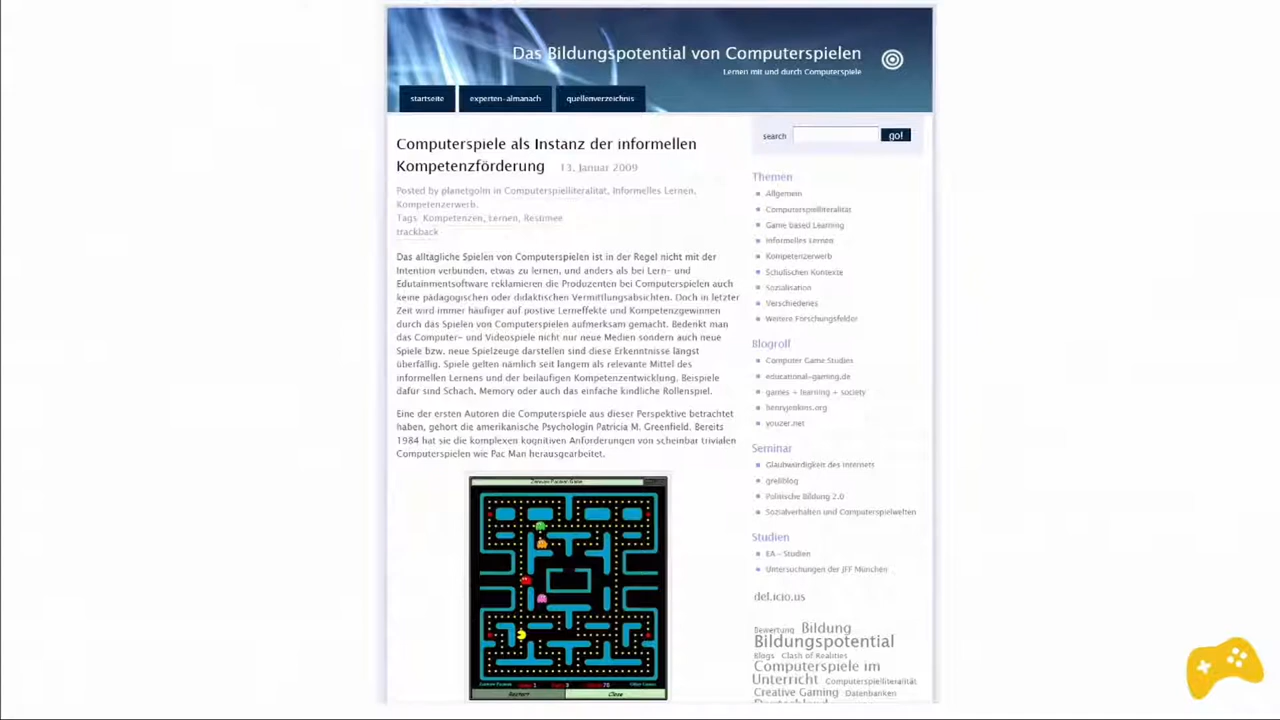 Das Bildungspotential von Computerspielen
Lernen mit und durch Computerspiele
startseite
experten-almanach
quellenverzeichnis
Computerspiele als Instanz der informellen
Kompetenzförderung 13. Januar 2009
Posted by planetgolm in Computerspielliteralität, Informelles Lernen,
Kompetenzerwerb.
Tags: Kompetenzen, Lernen, Resümee
trackback
Das alltägliche Spielen von Computerspielen ist in der Regel nicht mit der
Intention verbunden, etwas zu lernen, und anders als bei Lern- und
Edutainmentsoftware reklamieren die Produzenten bei Computerspielen auch
keine pädagogischen oder didaktischen Vermittlungsabsichten. Doch in letzter
Zeit wird immer häufiger auf postive Lerneffekte und Kompetenzgewinnen
durch das Spielen von Computerspielen aufmerksam gemacht. Bedenkt man
das Computer- und Videospiele nicht nur neue Medien sondern auch neue
Spiele bzw. neue Spielzeuge darstellen sind diese Erkenntnisse längst
überfällig. Spiele gelten nämlich seit langem als relevante Mittel des
informellen Lernens und der beiläufigen Kompetenzentwicklung. Beispiele
dafür sind Schach, Memory oder auch das einfache kindliche Rollenspiel.
Eine der ersten Autoren die Computerspiele aus dieser Perspektive betrachtet
haben, gehört die amerikanische Psychologin Patricia M. Greenfield. Bereits
1984 hat sie die komplexen kognitiven Anforderungen von scheinbar trivialen
Computerspielen wie Pac Man herausgearbeitet.
Restart
Close
search
go!
Themen
Allgemein
Computerspielliteralität
Game based Learning
Informelles Lernen
Kompetenzerwerb
Schulischen Kontexte
Sozialisation
Verschiedenes
Weitere Forschungsfelder
Blogroll
Computer Game Studies
educational-gaming.de
games + learning + society
henryjenkins.org
youzer.net
Seminar
Glaubwürdigkeit des Internets
grellblog
Politische Bildung 2.0
Sozialverhalten und Computerspielwelten
Studien
EA - Studien
Untersuchungen der JFF München
del.icio.us
Bewertung Bildung
Bildungspotential
Blogs Clash of Realities
Computerspiele im
Unterricht Computerspielliteralität
Creative Gaming Datenbanken
Deutschland